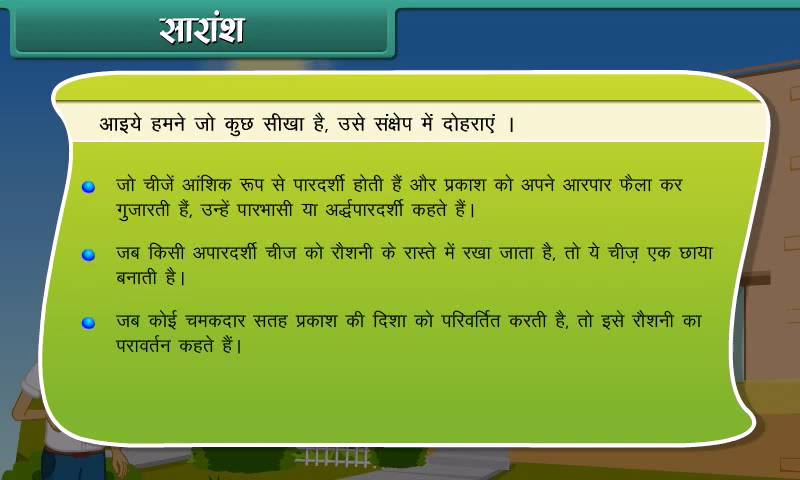 सारांश
आइये हमने जो कुछ सीखा है, उसे संक्षेप में दोहराएं ।
जो चीजें आंशिक रूप से पारदर्शी होती हैं और प्रकाश को अपने आरपार फैला कर
गुजारती हैं, उन्हें पारभासी या अर्द्धपारदर्शी कहते हैं।
जब किसी अपारदर्शी चीज को रौशनी के रास्ते में रखा जाता है, तो ये चीज़ एक छाया
बनाती है।
जब कोई चमकदार सतह प्रकाश की दिशा को परिवर्तित करती है, तो इसे रौशनी का
परावर्तन कहते हैं।